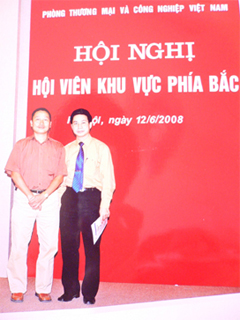 PHÒNG THƯƠNG MẠI VÀ CÔNG NGHIỆP VIỆT NAM
HỘI NGHỊ
HỘI VIÊN KHU VỰC PHÍA BẮC
Hà Nội, ngày 12/6/2008